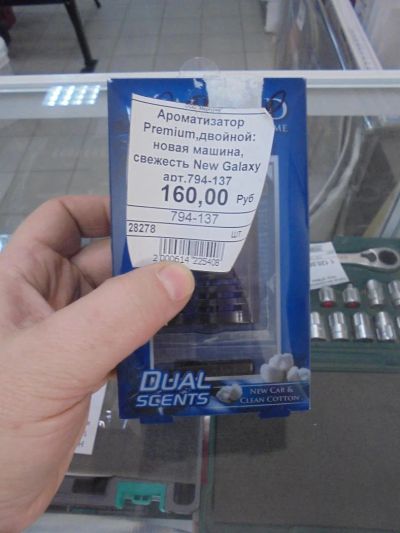 Ароматизатор
Premium,двойной:
новая машина,
свежесть New Galaxy
арт.794-137
160,00 Руб
794-137
28278
шт.
2 000614 225408
DUAL
SCENTS
NEW CAR &
CLEAN COTTON